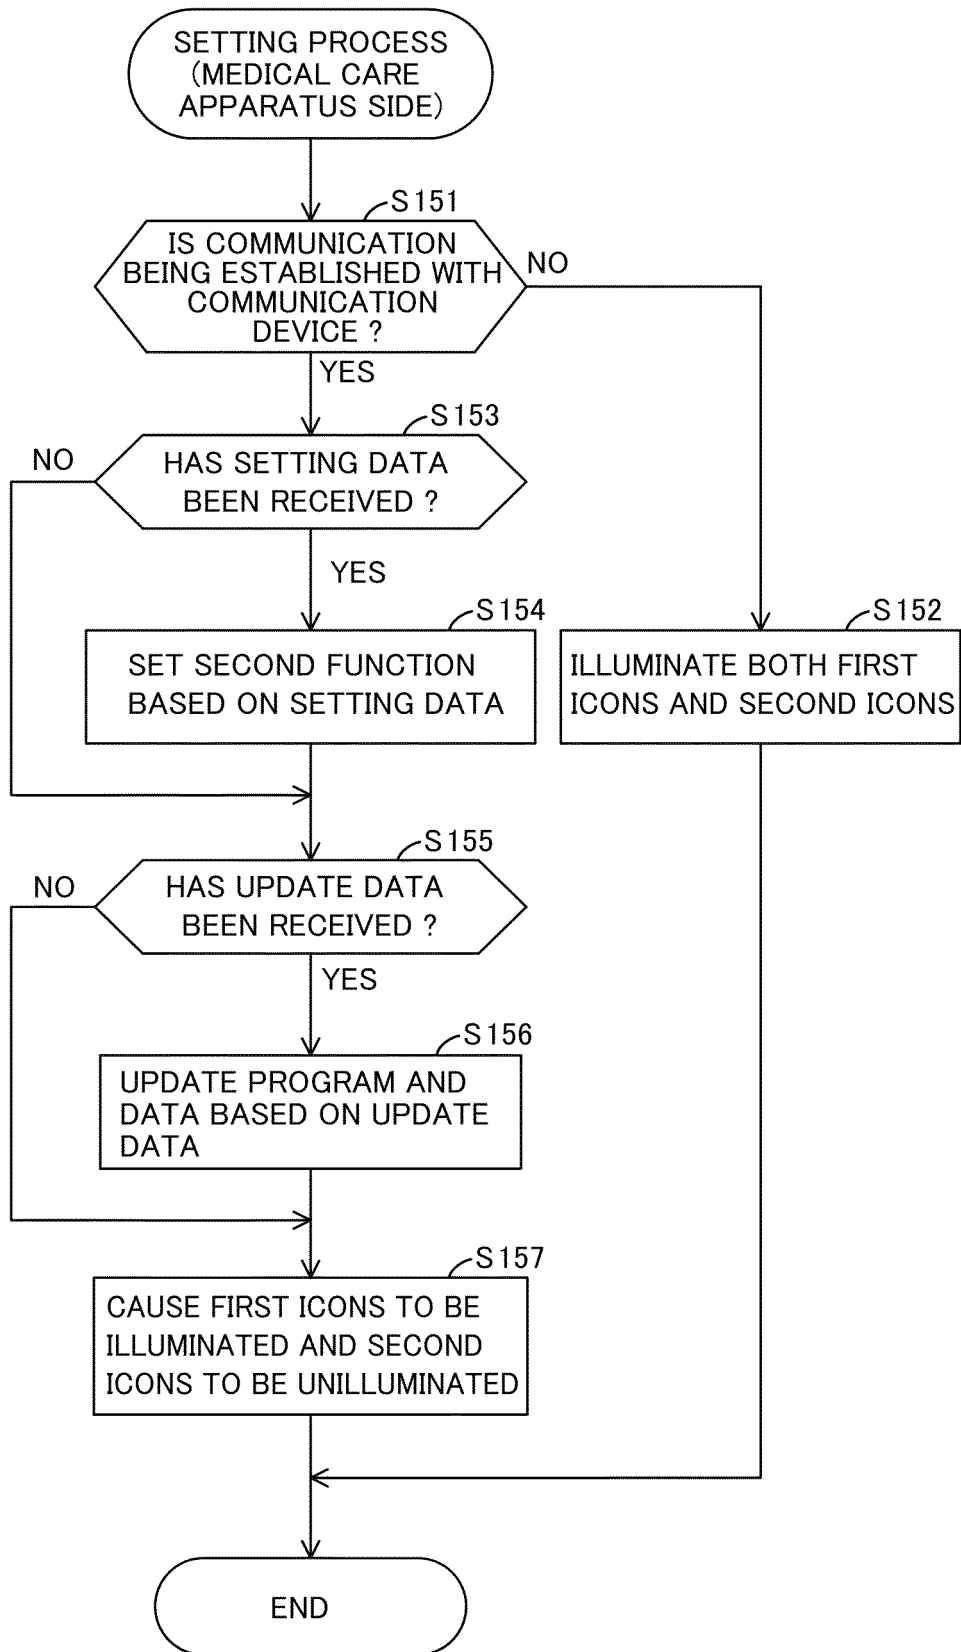 SETTING PROCESS
(MEDICAL CARE
APPARATUS SIDE)
S151
IS COMMUNICATION
BEING ESTABLISHED WITH
COMMUNICATION
DEVICE ?
NO
YES
S153
HAS SETTING DATA
BEEN RECEIVED ?
NO
YES
S154
SET SECOND FUNCTION
BASED ON SETTING DATA
S152
ILLUMINATE BOTH FIRST
ICONS AND SECOND ICONS
S155
HAS UPDATE DATA
BEEN RECEIVED ?
NO
YES
S156
UPDATE PROGRAM AND
DATA BASED ON UPDATE
DATA
S157
CAUSE FIRST ICONS TO BE
ILLUMINATED AND SECOND
ICONS TO BE UNILLUMINATED
END